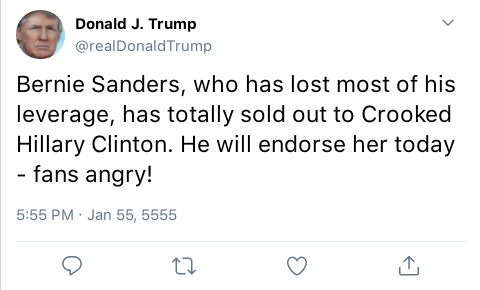 Donald J. Trump
@realDonaldTrump
Bernie Sanders, who has lost most of his
leverage, has totally sold out to Crooked
Hillary Clinton. He will endorse her today
- fans angry!
5:55 PM · Jan 55, 5555